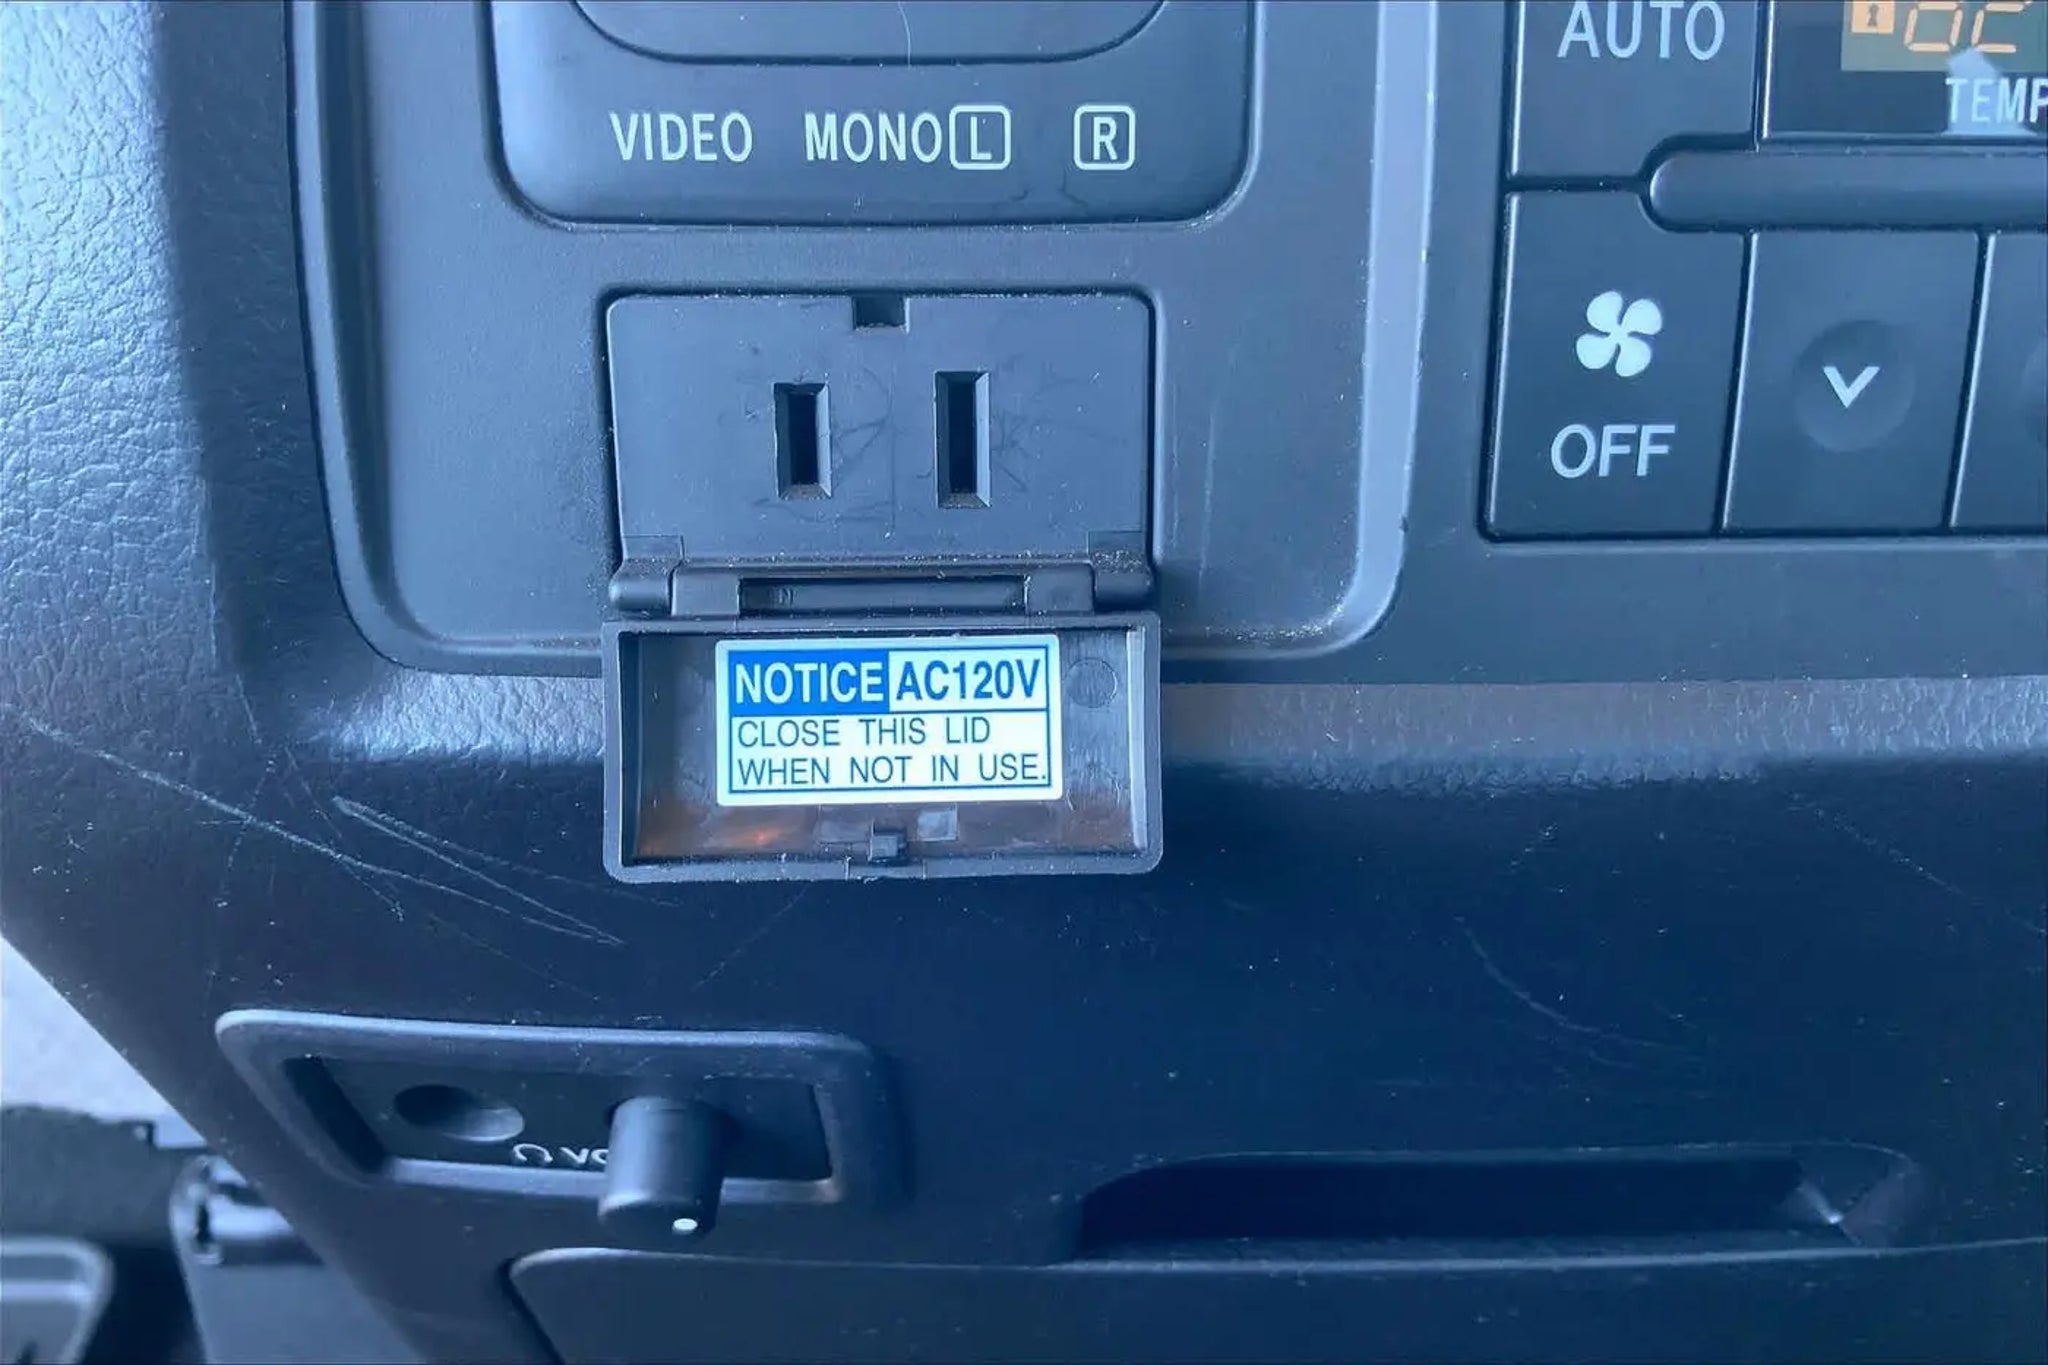 AUTO
TEMP
VIDEO MONO L R
OFF
NOTICE AC120V
CLOSE THIS LID
WHEN NOT IN USE.